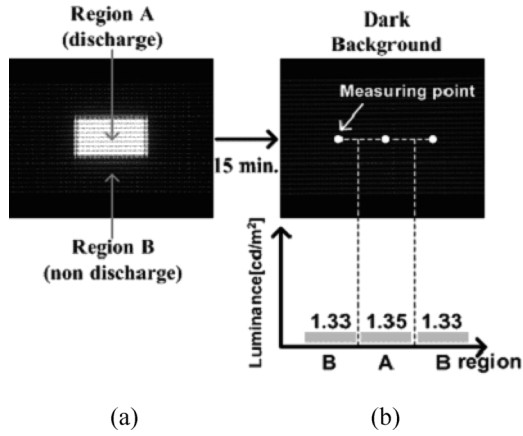 Region A
(discharge)
Dark
Background
Measuring point
15 min.
Region B
(non discharge)
Luminance[cd/m²]
1.33 1.35 1.33
B A B region
(a) (b)